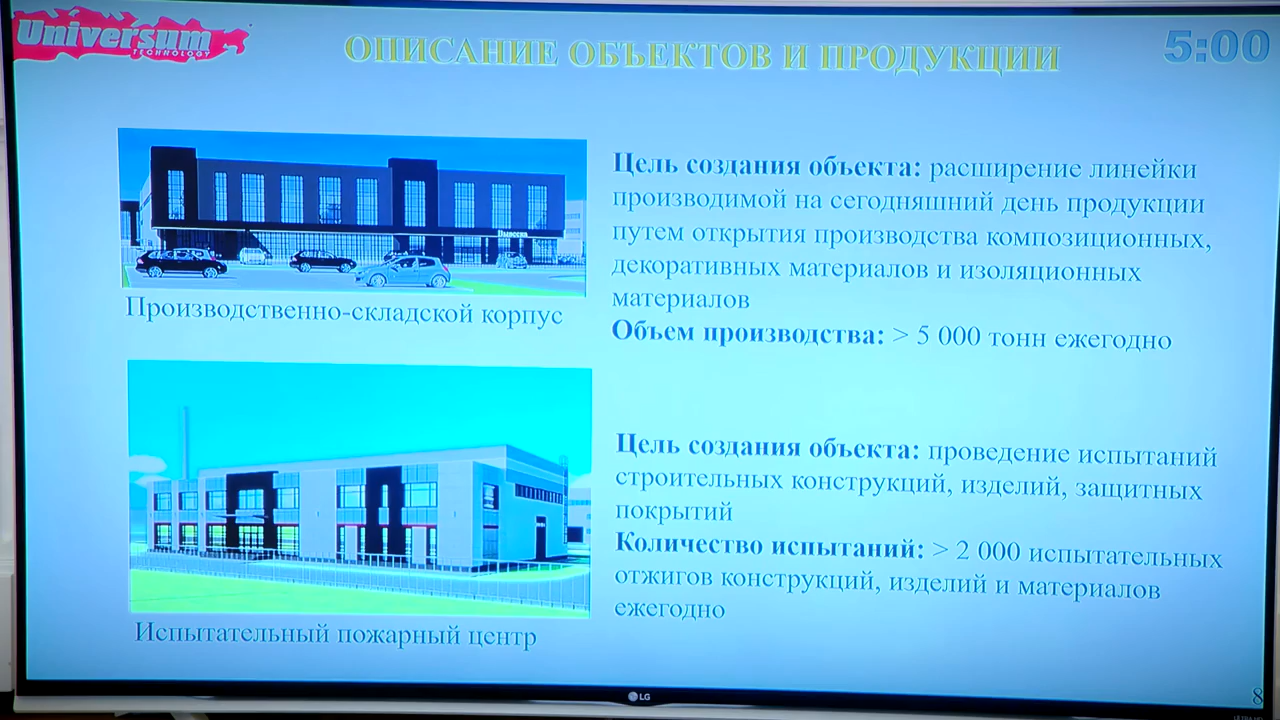 Universum
TECHNOLOGY
ОПИСАНИЕ ОБЪЕКТОВ И ПРОДУКЦИИ
5:00
Вывеска
Производственно-складской корпус
Цель создания объекта: расширение линейки
производимой на сегодняшний день продукции
путем открытия производства композиционных,
декоративных материалов и изоляционных
материалов
Объем производства: > 5 000 тонн ежегодно
Испытательный пожарный центр
Цель создания объекта: проведение испытаний
строительных конструкций, изделий, защитных
покрытий
Количество испытаний: > 2 000 испытательных
отжигов конструкций, изделий и материалов
ежегодно
8
LG